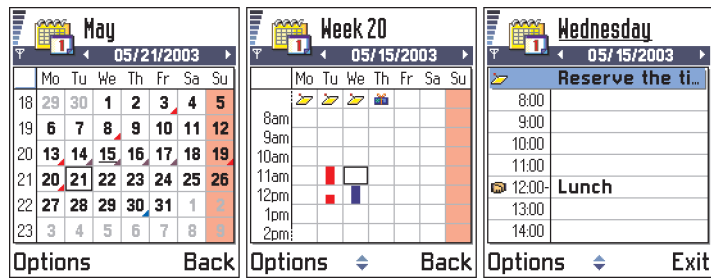 May
05/21/2003
Mo Tu We Th Fr Sa Su
18 29 30 1 2 3 4 5
19 6 7 8 9 10 11 12
20 13 14 15 16 17 18 19
21 20 21 22 23 24 25 26
22 27 28 29 30 31 1 2
23 3 4 5 6 7 8 9
Options Back
Week 20
05/15/2003
Mo Tu We Th Fr Sa Su
8am
9am
10am
11am
12pm
1pm
2pm
Options Back
Wednesday
05/15/2003
Reserve the ti...
8:00
9:00
10:00
11:00
12:00- Lunch
13:00
14:00
Options Exit